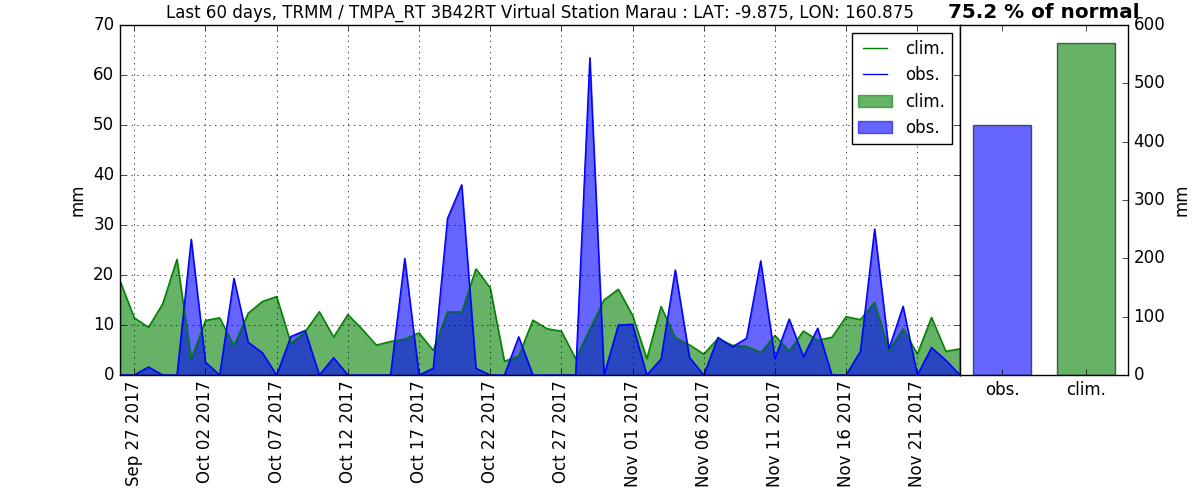 Last 60 days, TRMM / TMPA_RT 3B42RT Virtual Station Marau : LAT: -9.875, LON: 160.875
75.2 % of normal
70
60
50
40
30
20
10
0
mm
clim.
obs.
clim.
obs.
600
500
400
300
200
100
0
mm
Sep 27 2017
Oct 02 2017
Oct 07 2017
Oct 12 2017
Oct 17 2017
Oct 22 2017
Oct 27 2017
Nov 01 2017
Nov 06 2017
Nov 11 2017
Nov 16 2017
Nov 21 2017
obs.
clim.